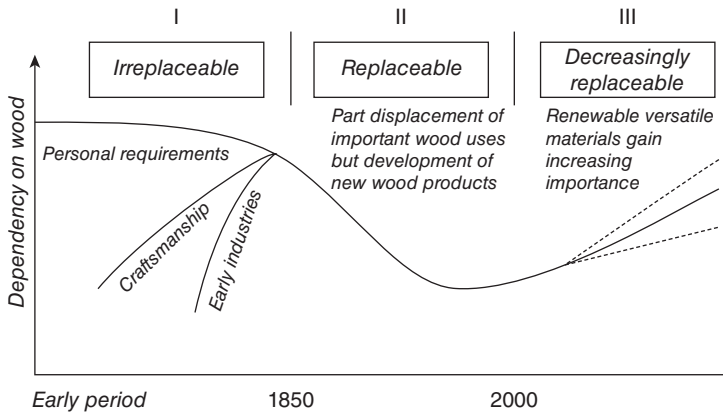 I
II
III
Irreplaceable
Replaceable
Decreasingly
replaceable
Dependency on wood
Personal requirements
Craftsmanship
Early industries
Part displacement of
important wood uses
but development of
new wood products
Renewable versatile
materials gain
increasing
importance
Early period
1850
2000